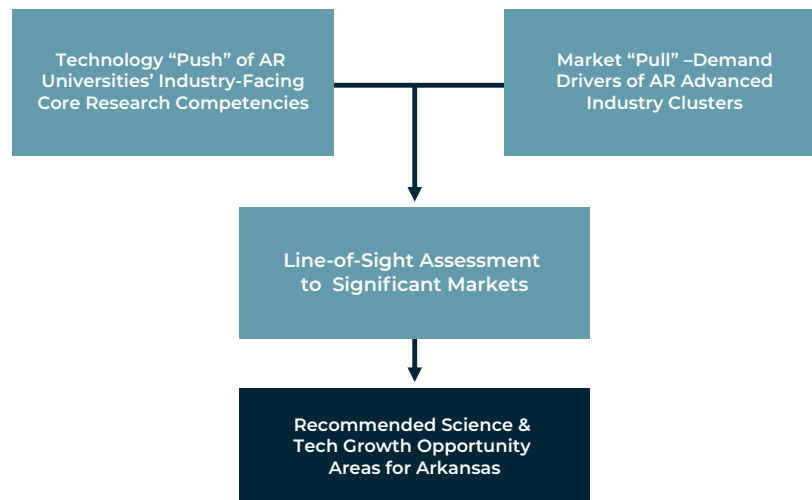 Technology “Push” of AR
Universities’ Industry-Facing
Core Research Competencies
Market “Pull” –Demand
Drivers of AR Advanced
Industry Clusters
Line-of-Sight Assessment
to Significant Markets
Recommended Science &
Tech Growth Opportunity
Areas for Arkansas